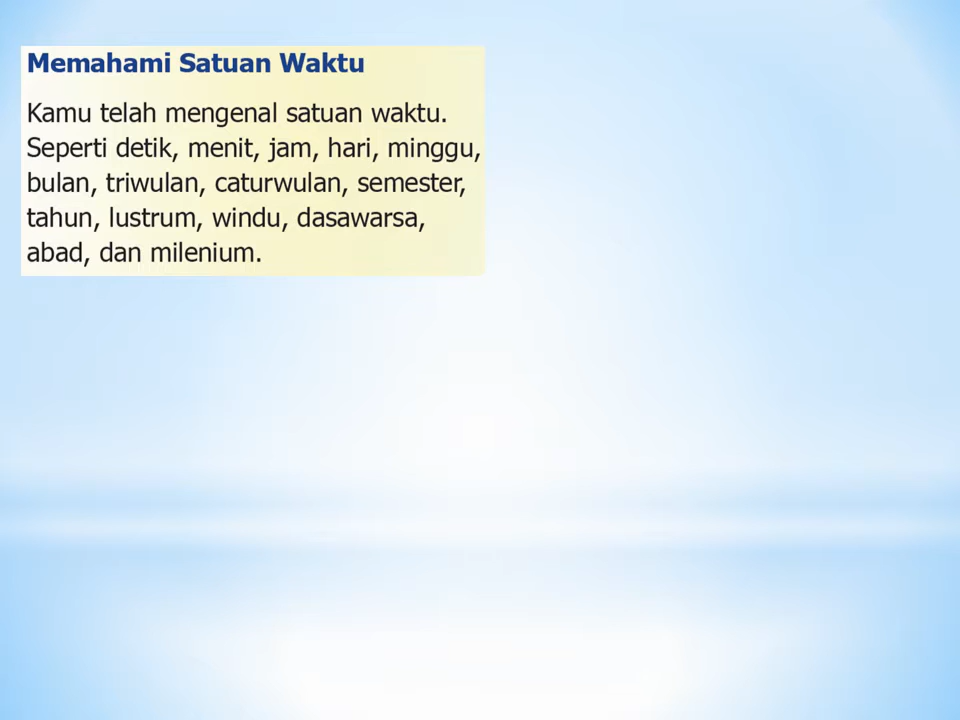 Memahami Satuan Waktu
Kamu telah mengenal satuan waktu.
Seperti detik, menit, jam, hari, minggu,
bulan, triwulan, caturwulan, semester,
tahun, lustrum, windu, dasawarsa,
abad, dan milenium.